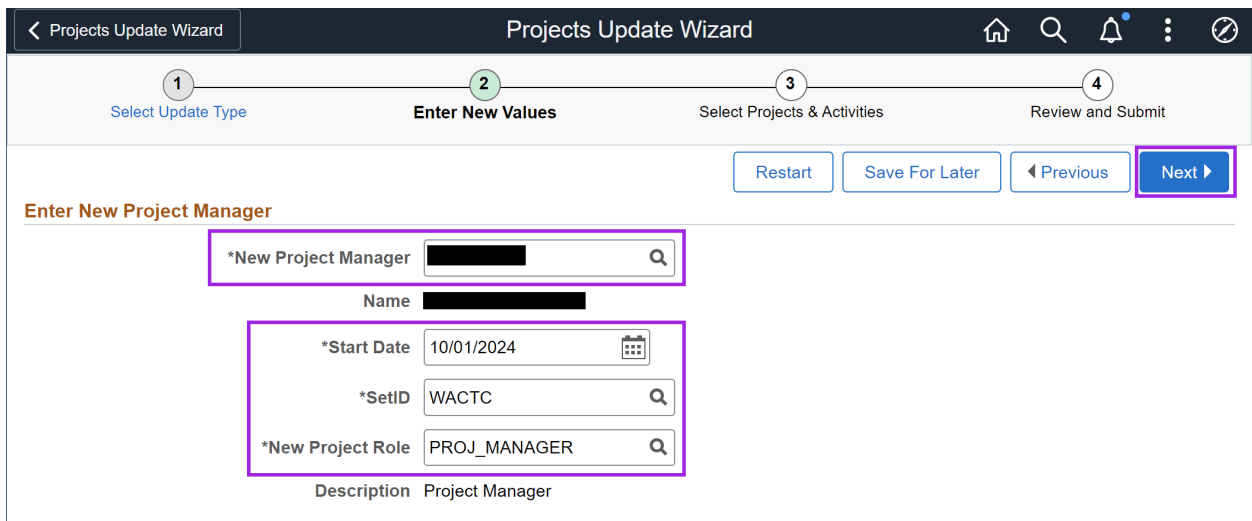 Projects Update Wizard
Projects Update Wizard
1
2
3
4
Select Update Type
Enter New Values
Select Projects & Activities
Review and Submit
Restart
Save For Later
Previous
Next
Enter New Project Manager
*New Project Manager
Name
*Start Date 10/01/2024
*SetID WACTC
*New Project Role PROJ_MANAGER
Description Project Manager